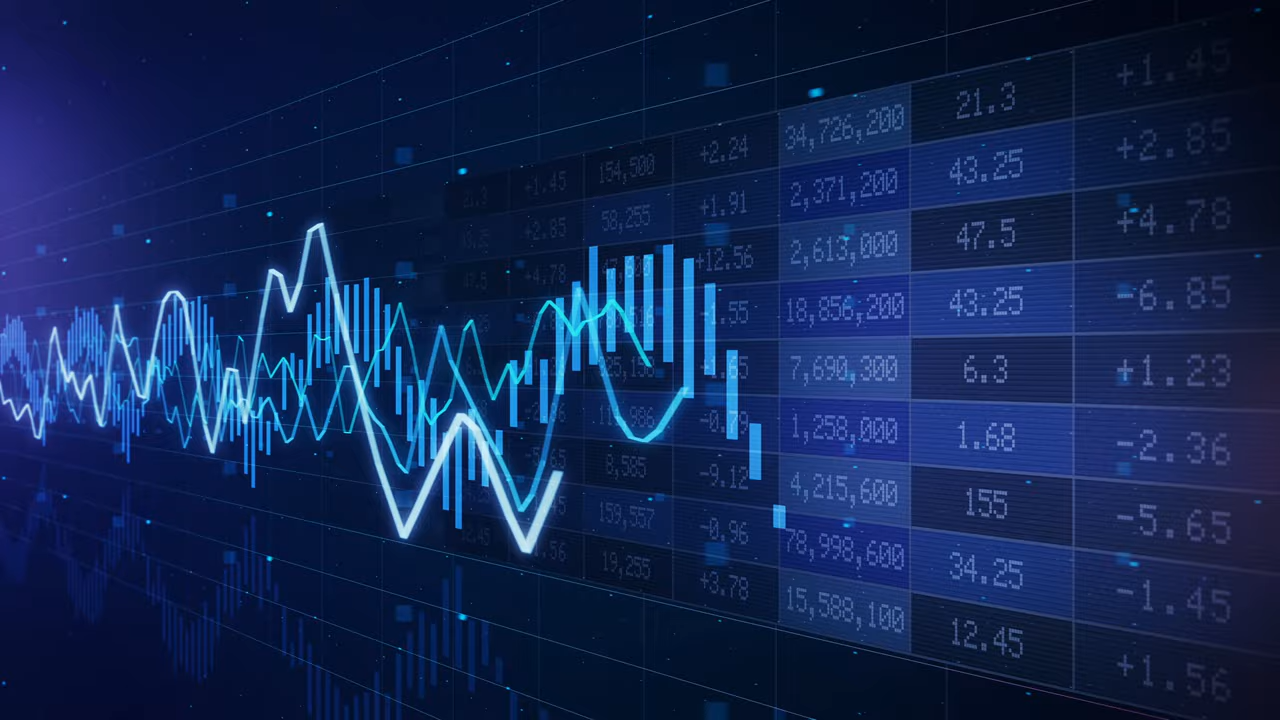 21.3 +1.45 154,500 +2.24 34,726,200 21.3 +1.45
+2.85 58,255 +1.91 2,371,200 43.25 +2.85
+4.78 +12.56 2,613,000 47.5 +4.78
18,856,200 43.25 -6.85
7,690,300 6.3 +1.23
-0.79 1,258,000 1.68 -2.36
8,585 -9.12 4,215,600 155 -5.65
159,557 -0.96 78,998,600 34.25 -1.45
19,255 +3.78 15,588,100 12.45 +1.56